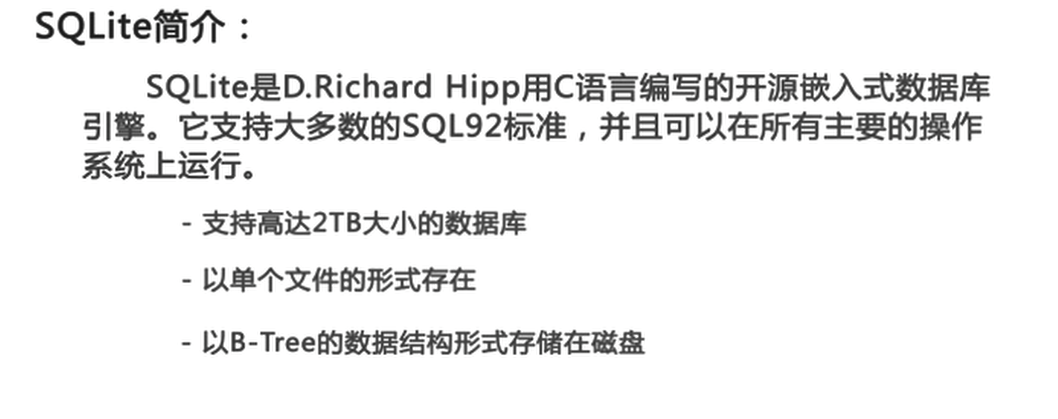 SQLite简介：
SQLite是D.Richard Hipp用C语言编写的开源嵌入式数据库
引擎。它支持大多数的SQL92标准，并且可以在所有主要的操作
系统上运行。
- 支持高达2TB大小的数据库
- 以单个文件的形式存在
- 以B-Tree的数据结构形式存储在磁盘